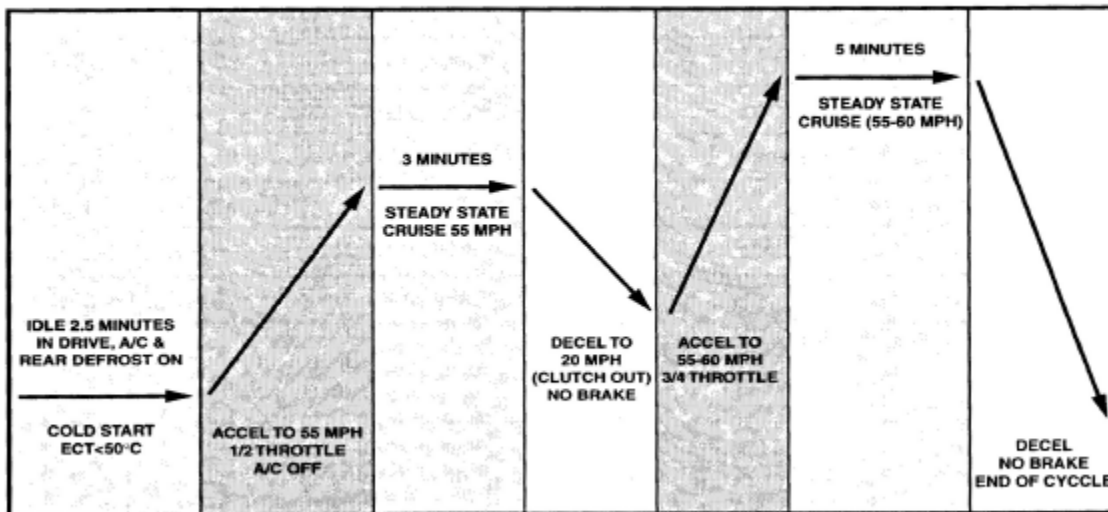 IDLE 2.5 MINUTES
IN DRIVE, A/C &
REAR DEFROST ON
COLD START
ECT<50°C
ACCEL TO 55 MPH
1/2 THROTTLE
A/C OFF
3 MINUTES
STEADY STATE
CRUISE 55 MPH
DECEL TO
20 MPH
(CLUTCH OUT)
NO BRAKE
ACCEL TO
55-60 MPH
3/4 THROTTLE
5 MINUTES
STEADY STATE
CRUISE (55-60 MPH)
DECEL
NO BRAKE
END OF CYCCLE